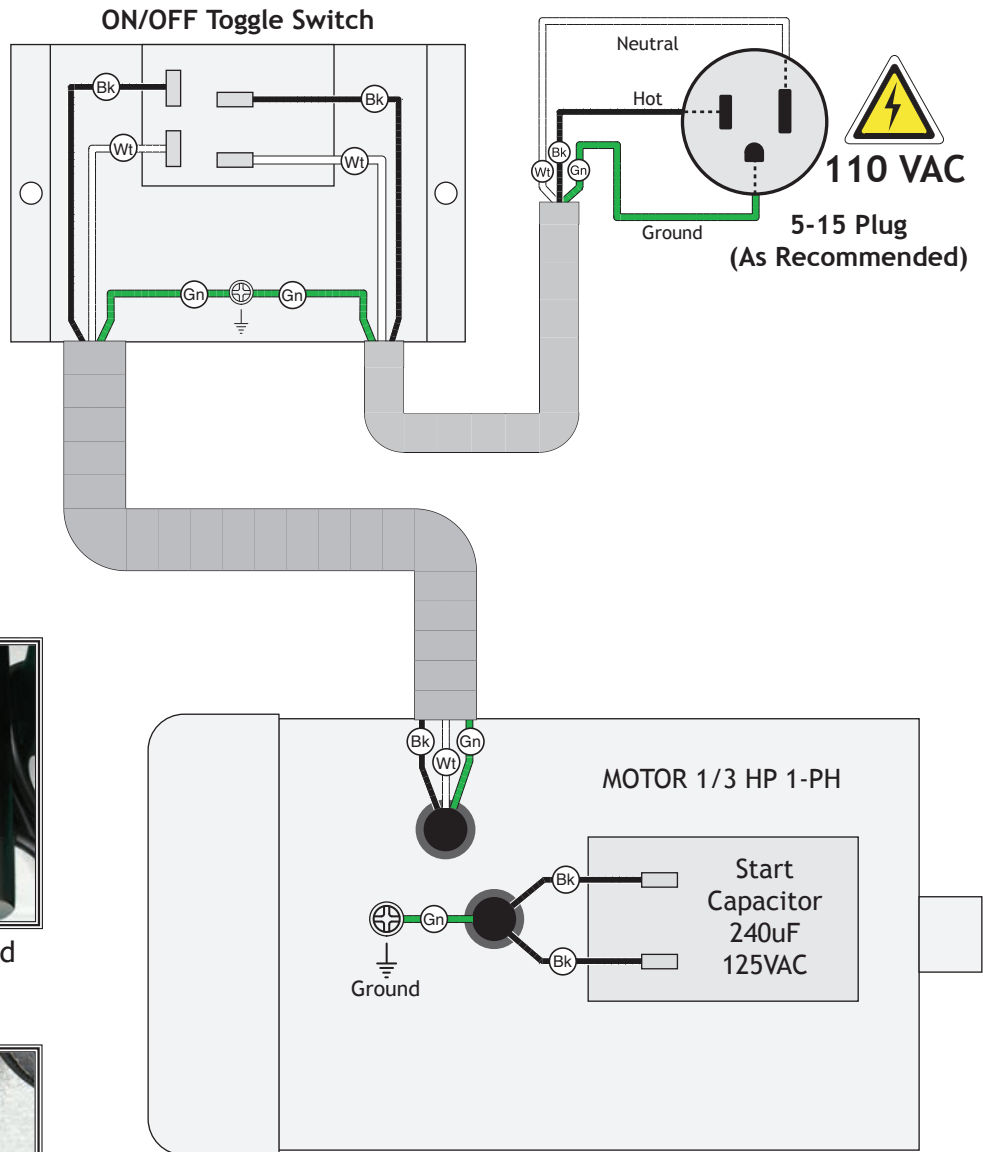 ON/OFF Toggle Switch
Neutral
Hot
Bk
Bk
Wt
Wt
Bk
Wt
Gn
110 VAC
Ground
5-15 Plug
(As Recommended)
Gn
Gn
Bk
Gn
Wt
MOTOR 1/3 HP 1-PH
Bk
Gn
Bk
Start
Capacitor
240uF
125VAC
Ground